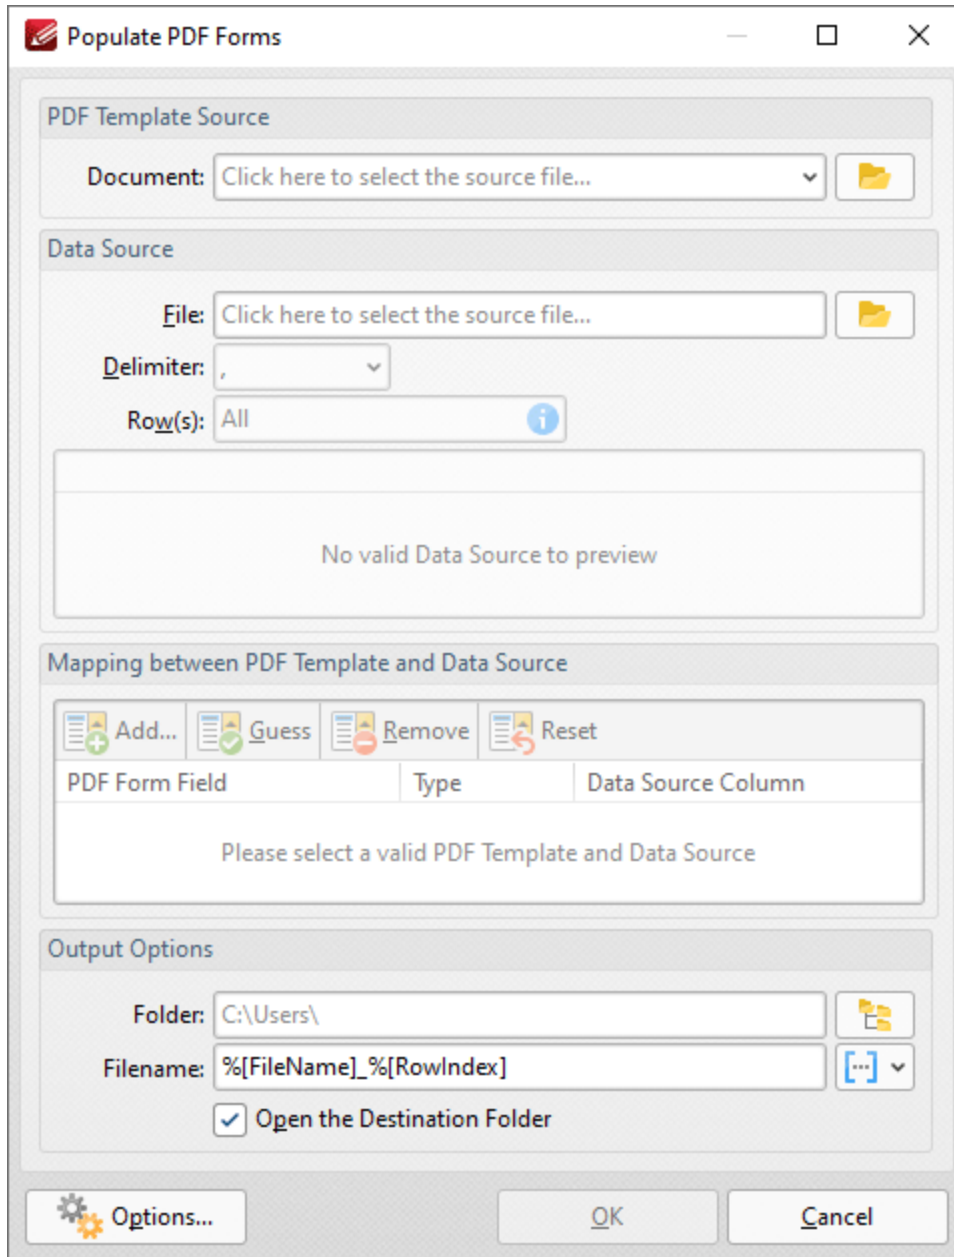 Populate PDF Forms
PDF Template Source
Document: Click here to select the source file...
Data Source
File: Click here to select the source file...
Delimiter: ,
Row(s): All
No valid Data Source to preview
Mapping between PDF Template and Data Source
Add... Guess Remove Reset
PDF Form Field Type Data Source Column
Please select a valid PDF Template and Data Source
Output Options
Folder: C:\Users\
Filename: %[FileName]_%[RowIndex]
Open the Destination Folder
Options... OK Cancel